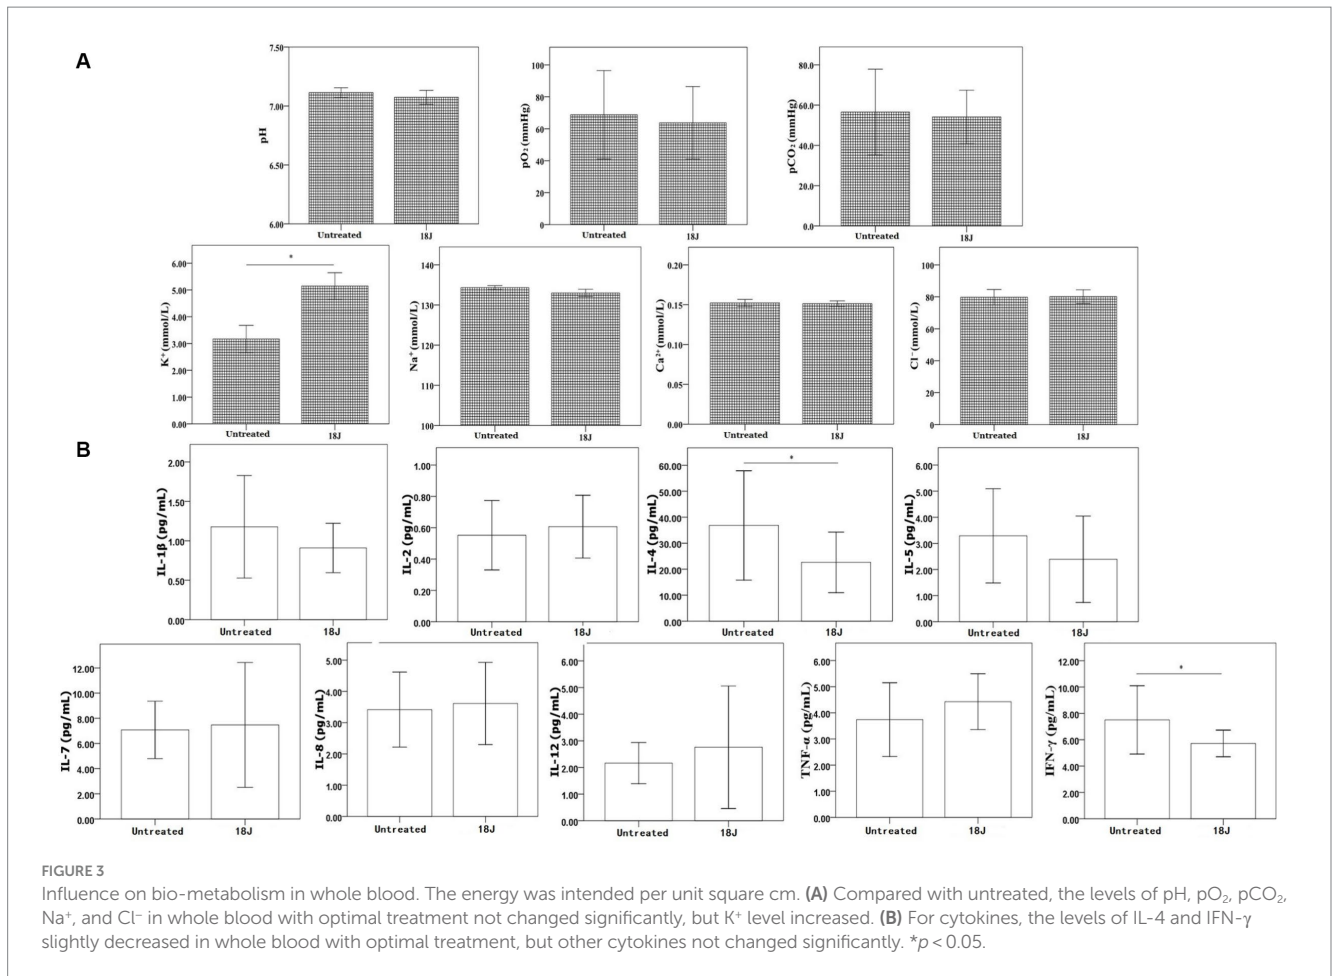 A
7.50
7.00
6.50
6.00
pH
Untreated
18J
100
80
60
40
20
0
pO₂ (mmHg)
Untreated
18J
80.0
60.0
40.0
20.0
0.0
pCO₂ (mmHg)
Untreated
18J
6.00
5.00
4.00
3.00
2.00
1.00
0.00
K⁺(mmol/L)
*
Untreated
18J
140
130
120
110
100
Na⁺ (mmol/L)
Untreated
18J
0.20
0.15
0.10
0.05
0.00
Ca²⁺(mmol/L)
Untreated
18J
100
80
60
40
20
0
Cl⁻(mmol/L)
Untreated
18J
B
2.00
1.50
1.00
0.50
0.00
IL-1β (pg/mL)
Untreated
18J
1.00
0.80
0.60
0.40
0.20
0.00
IL-2 (pg/mL)
Untreated
18J
60.00
50.00
40.00
30.00
20.00
10.00
0.00
IL-4 (pg/mL)
*
Untreated
18J
6.00
5.00
4.00
3.00
2.00
1.00
0.00
IL-5 (pg/mL)
Untreated
18J
12.00
10.00
8.00
6.00
4.00
2.00
0.00
IL-7 (pg/mL)
Untreated
18J
5.00
4.00
3.00
2.00
1.00
0.00
IL-8 (pg/mL)
Untreated
18J
6.00
5.00
4.00
3.00
2.00
1.00
0.00
IL-12 (pg/mL)
Untreated
18J
6.00
5.00
4.00
3.00
2.00
1.00
0.00
TNF-α (pg/mL)
Untreated
18J
12.00
10.00
8.00
6.00
4.00
2.00
0.00
IFN-γ (pg/mL)
*
Untreated
18J
FIGURE 3
Influence on bio-metabolism in whole blood. The energy was intended per unit square cm. (A) Compared with untreated, the levels of pH, pO₂, pCO₂,
Na⁺, and Cl⁻ in whole blood with optimal treatment not changed significantly, but K⁺ level increased. (B) For cytokines, the levels of IL-4 and IFN-γ
slightly decreased in whole blood with optimal treatment, but other cytokines not changed significantly. *p < 0.05.